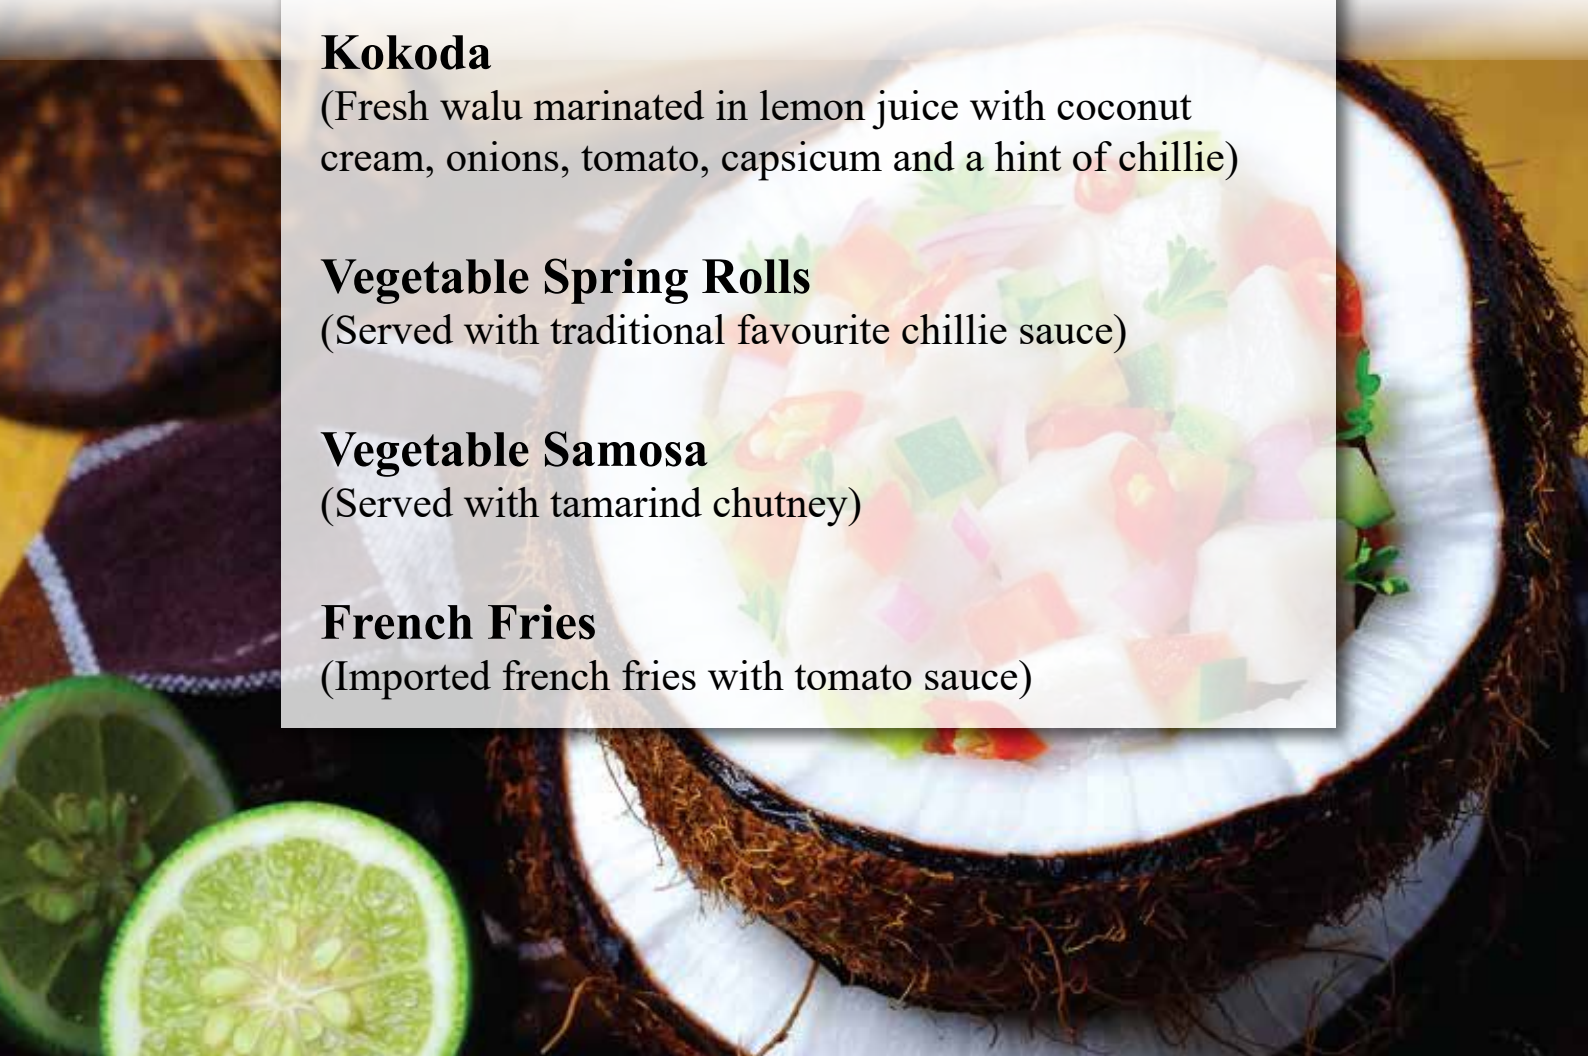 Kokoda
(Fresh walu marinated in lemon juice with coconut
cream, onions, tomato, capsicum and a hint of chillie)
Vegetable Spring Rolls
(Served with traditional favourite chillie sauce)
Vegetable Samosa
(Served with tamarind chutney)
French Fries
(Imported french fries with tomato sauce)